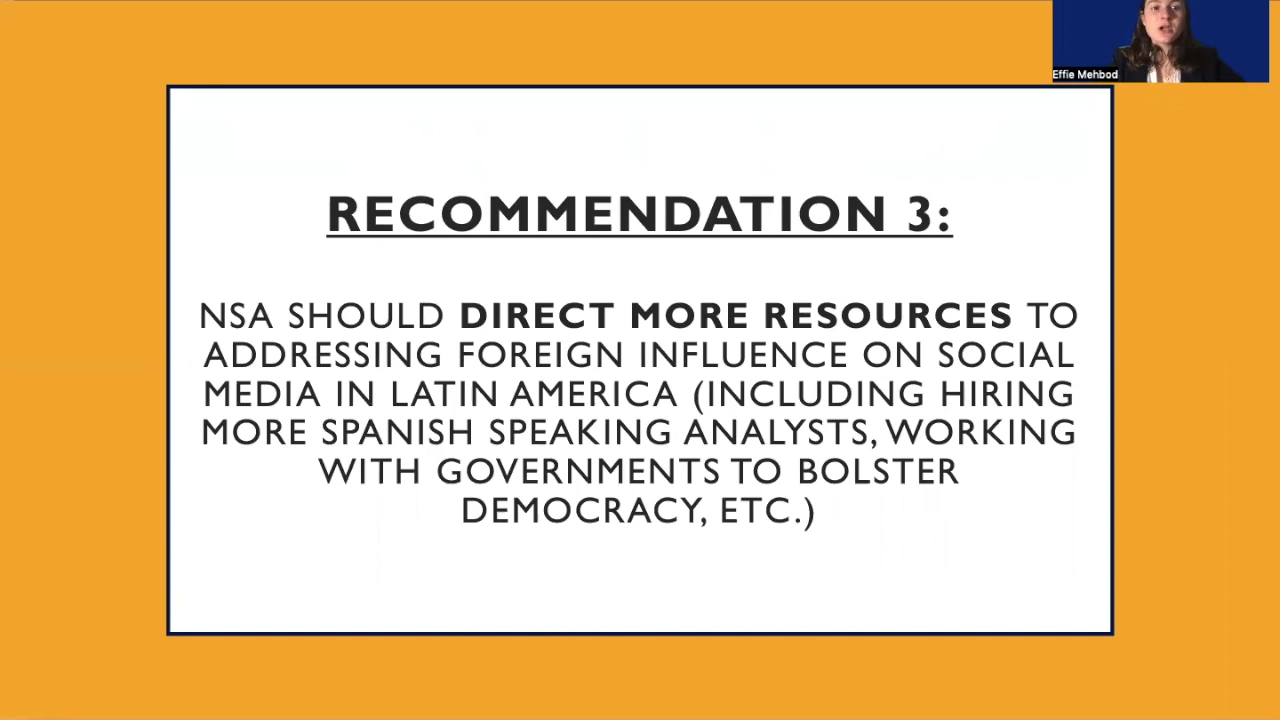 Effie Mehbod
RECOMMENDATION 3:
NSA SHOULD DIRECT MORE RESOURCES TO
ADDRESSING FOREIGN INFLUENCE ON SOCIAL
MEDIA IN LATIN AMERICA (INCLUDING HIRING
MORE SPANISH SPEAKING ANALYSTS, WORKING
WITH GOVERNMENTS TO BOLSTER
DEMOCRACY, ETC.)